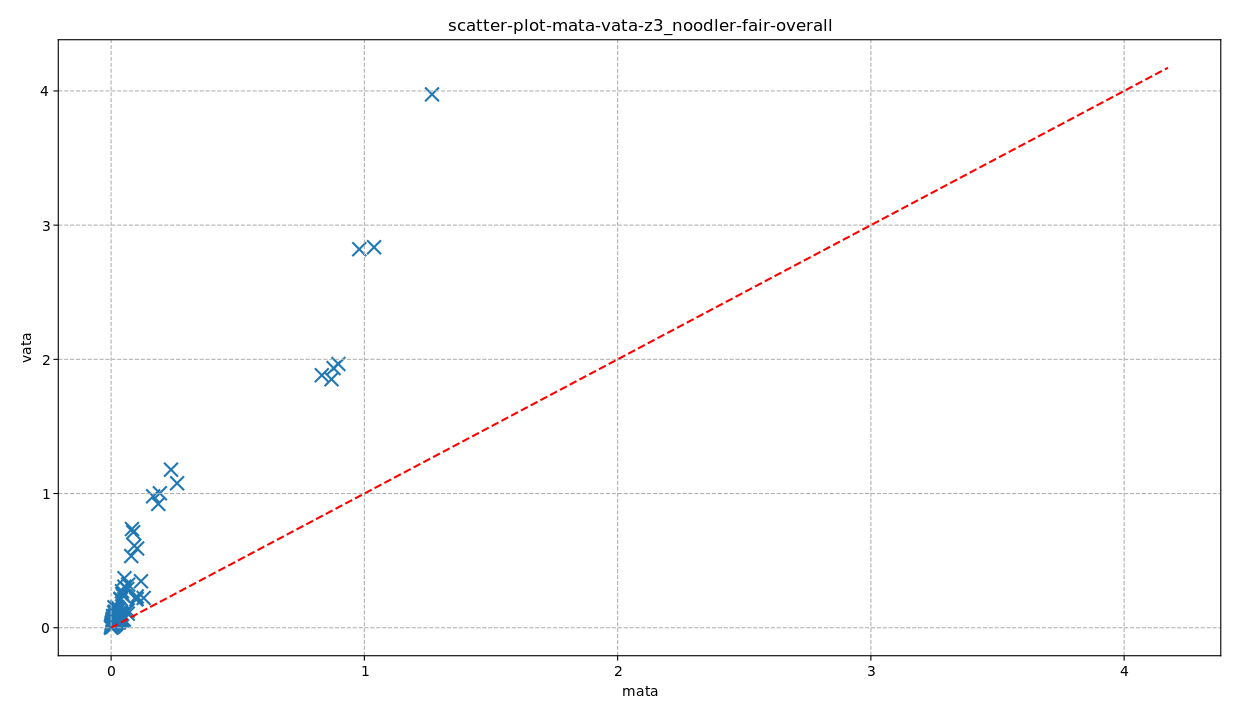 scatter-plot-mata-vata-z3_noodler-fair-overall
4
3
2
1
0
vata
0 1 2 3 4
mata